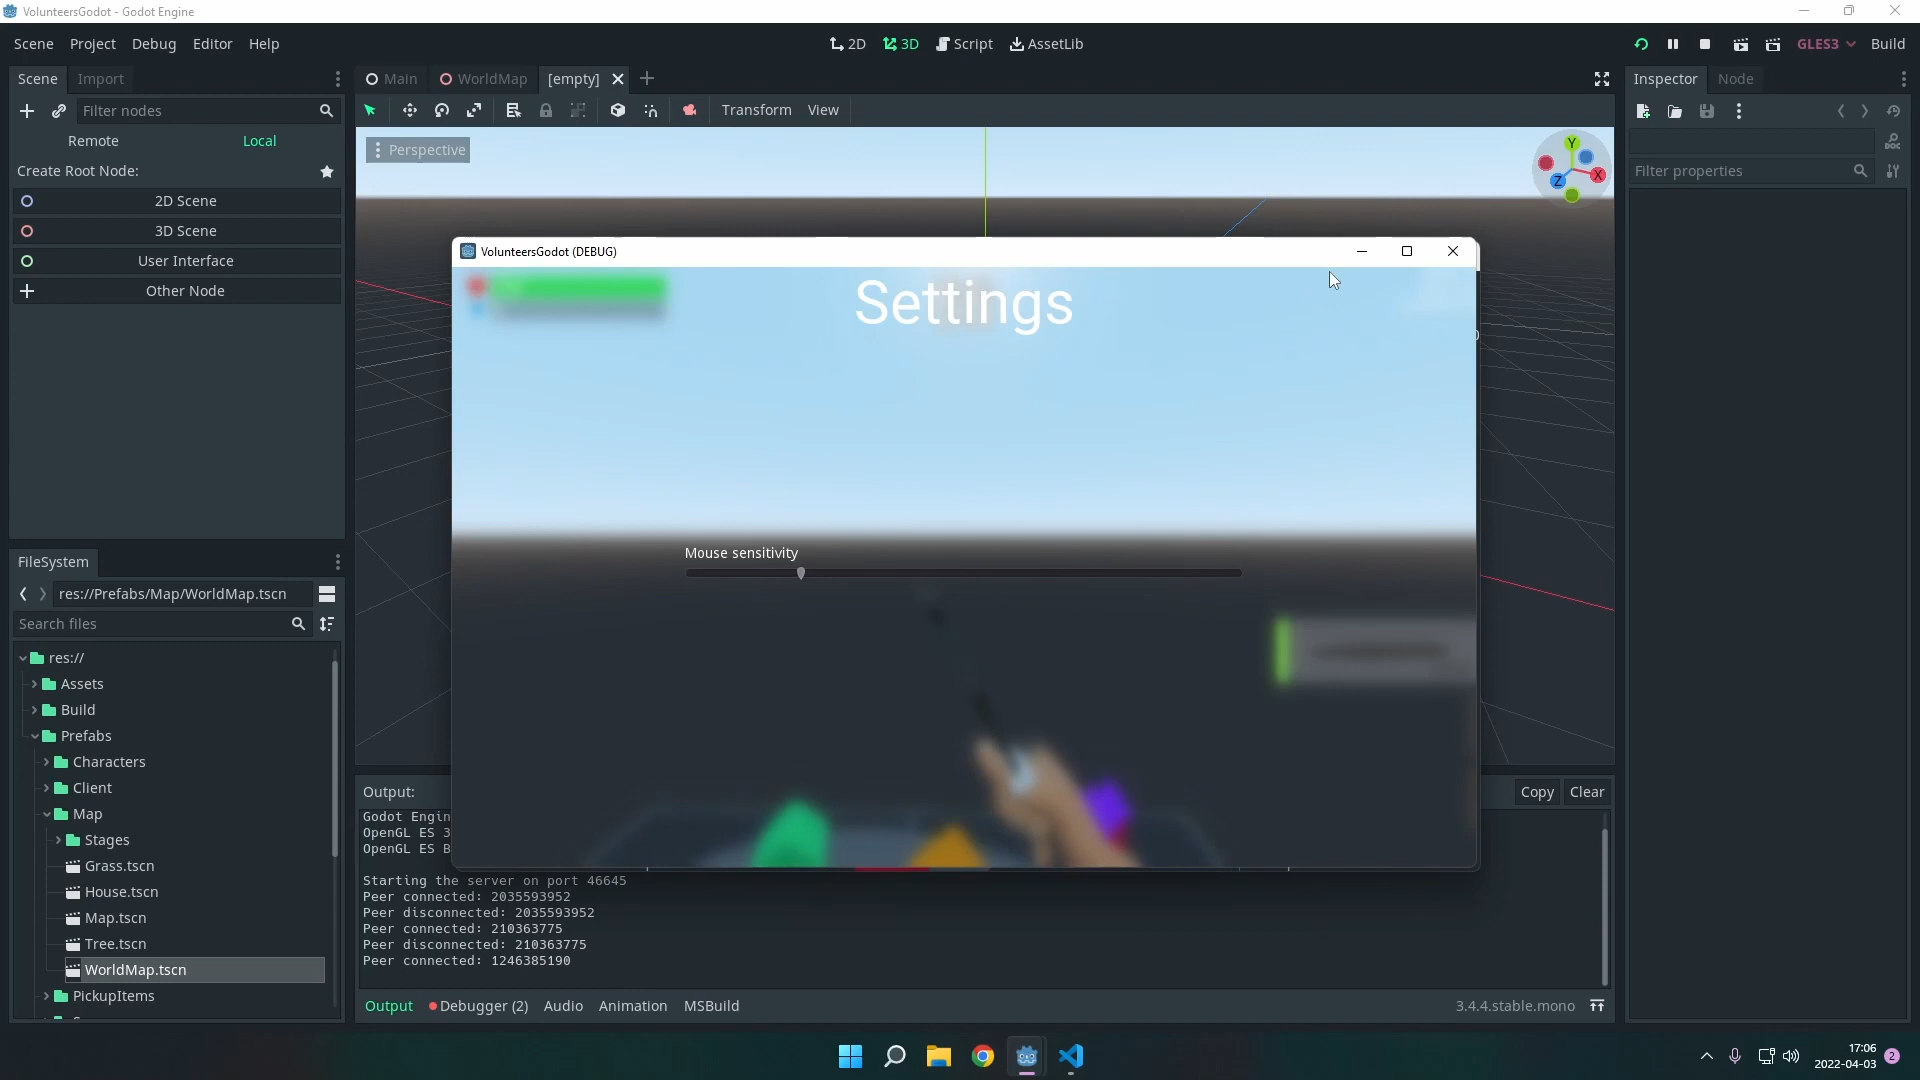 VolunteersGodot - Godot Engine
Scene Project Debug Editor Help
2D 3D Script AssetLib
GLES3 Build
Scene Import
Main WorldMap [empty]
Inspector Node
Filter nodes
Transform View
Remote Local
Perspective
Y
X
Z
DOC
Filter properties
Create Root Node:
2D Scene
3D Scene
User Interface
Other Node
VolunteersGodot (DEBUG)
Settings
Mouse sensitivity
FileSystem
res://Prefabs/Map/WorldMap.tscn
Search files
res://
Assets
Build
Prefabs
Characters
Client
Map
Stages
Grass.tscn
House.tscn
Map.tscn
Tree.tscn
WorldMap.tscn
PickupItems
Output:
Copy Clear
Godot Engin
OpenGL ES 3
OpenGL ES B
Starting the server on port 46645
Peer connected: 2035593952
Peer disconnected: 2035593952
Peer connected: 210363775
Peer disconnected: 210363775
Peer connected: 1246385190
Output Debugger (2) Audio Animation MSBuild
3.4.4.stable.mono
17:06
2022-04-03
2